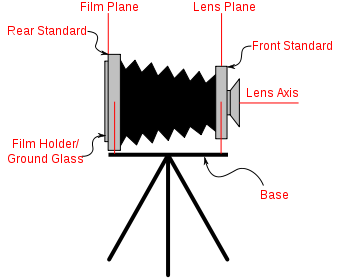 Film Plane
Lens Plane
Rear Standard
Front Standard
Lens Axis
Film Holder/
Ground Glass
Base